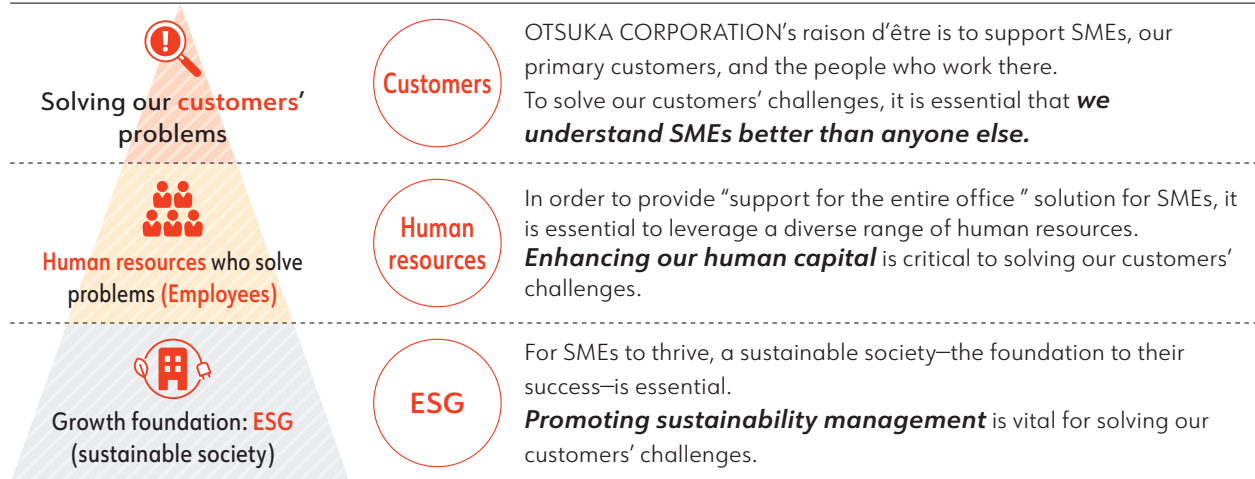 Solving our customers’
problems
Customers
OTSUKA CORPORATION’s raison d’être is to support SMEs, our
primary customers, and the people who work there.
To solve our customers’ challenges, it is essential that we
understand SMEs better than anyone else.
Human resources who solve
problems (Employees)
Human
resources
In order to provide “support for the entire office ” solution for SMEs, it
is essential to leverage a diverse range of human resources.
Enhancing our human capital is critical to solving our customers’
challenges.
Growth foundation: ESG
(sustainable society)
ESG
For SMEs to thrive, a sustainable society—the foundation to their
success—is essential.
Promoting sustainability management is vital for solving our
customers’ challenges.